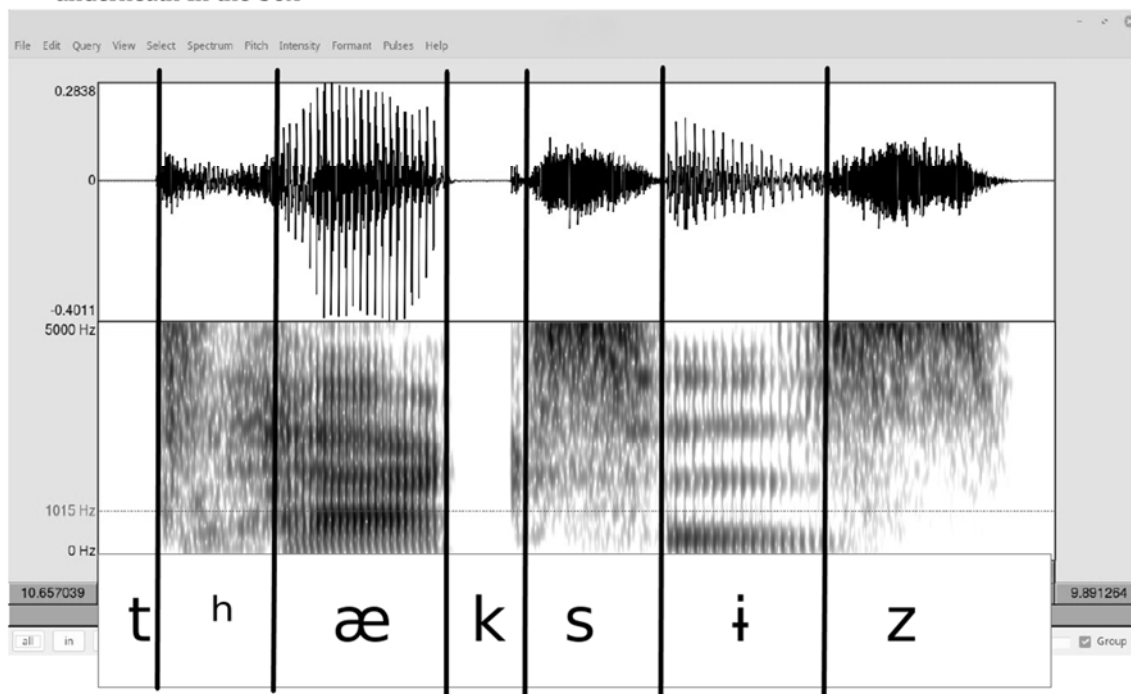 File Edit Query View Select Spectrum Pitch Intensity Formant Pulses Help
0.2838
0
-0.4011
5000 Hz
1015 Hz
0 Hz
10.657039 9.891264
t ʰ æ k s ɨ z
all in Group